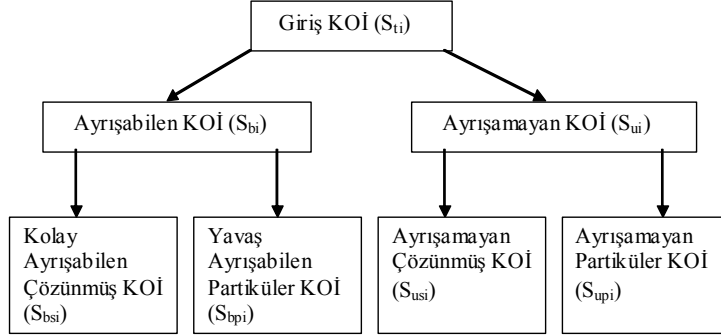 Giriş KOİ (Sti)
Ayrışabilen KOİ (Sbi)
Ayrışamayan KOİ (Sui)
Kolay
Ayrışabilen
Çözünmüş KOİ
(Sbsi)
Yavaş
Ayrışabilen
Partiküler KOİ
(Sbpi)
Ayrışamayan
Çözünmüş KOİ
(Susi)
Ayrışamayan
Partiküler KOİ
(Supi)